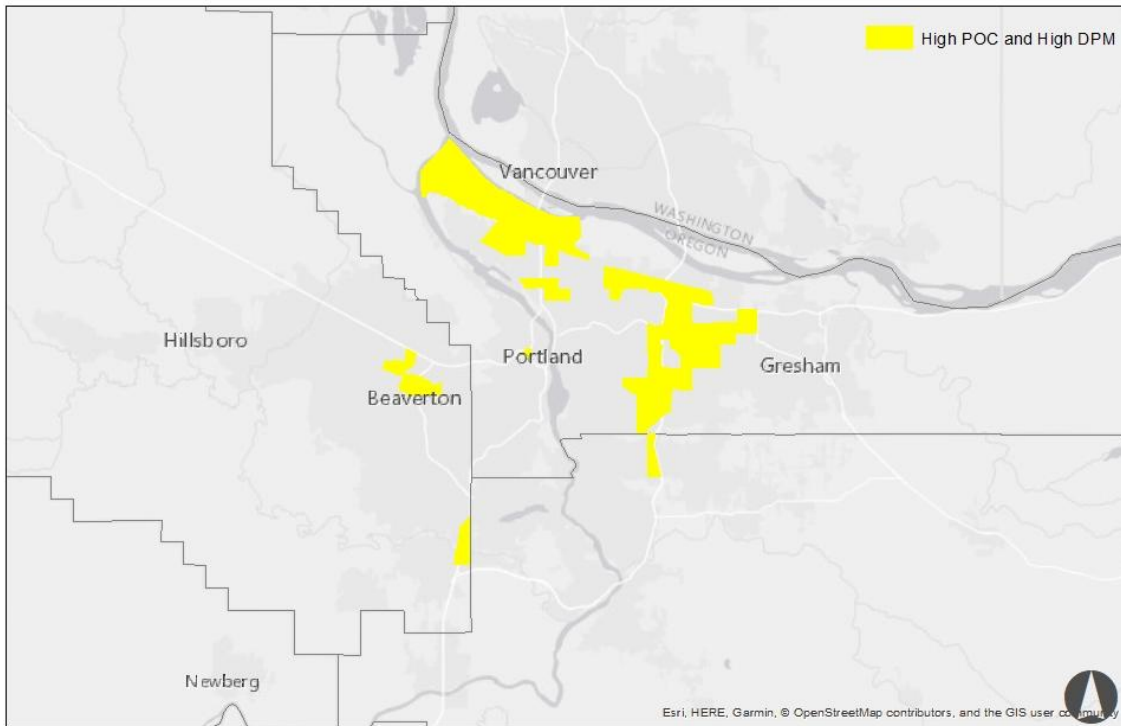 High POC and High DPM
Vancouver
WASHINGTON
OREGON
Hillsboro
Portland
Gresham
Beaverton
Newberg
Esri, HERE, Garmin, © OpenStreetMap contributors, and the GIS user community